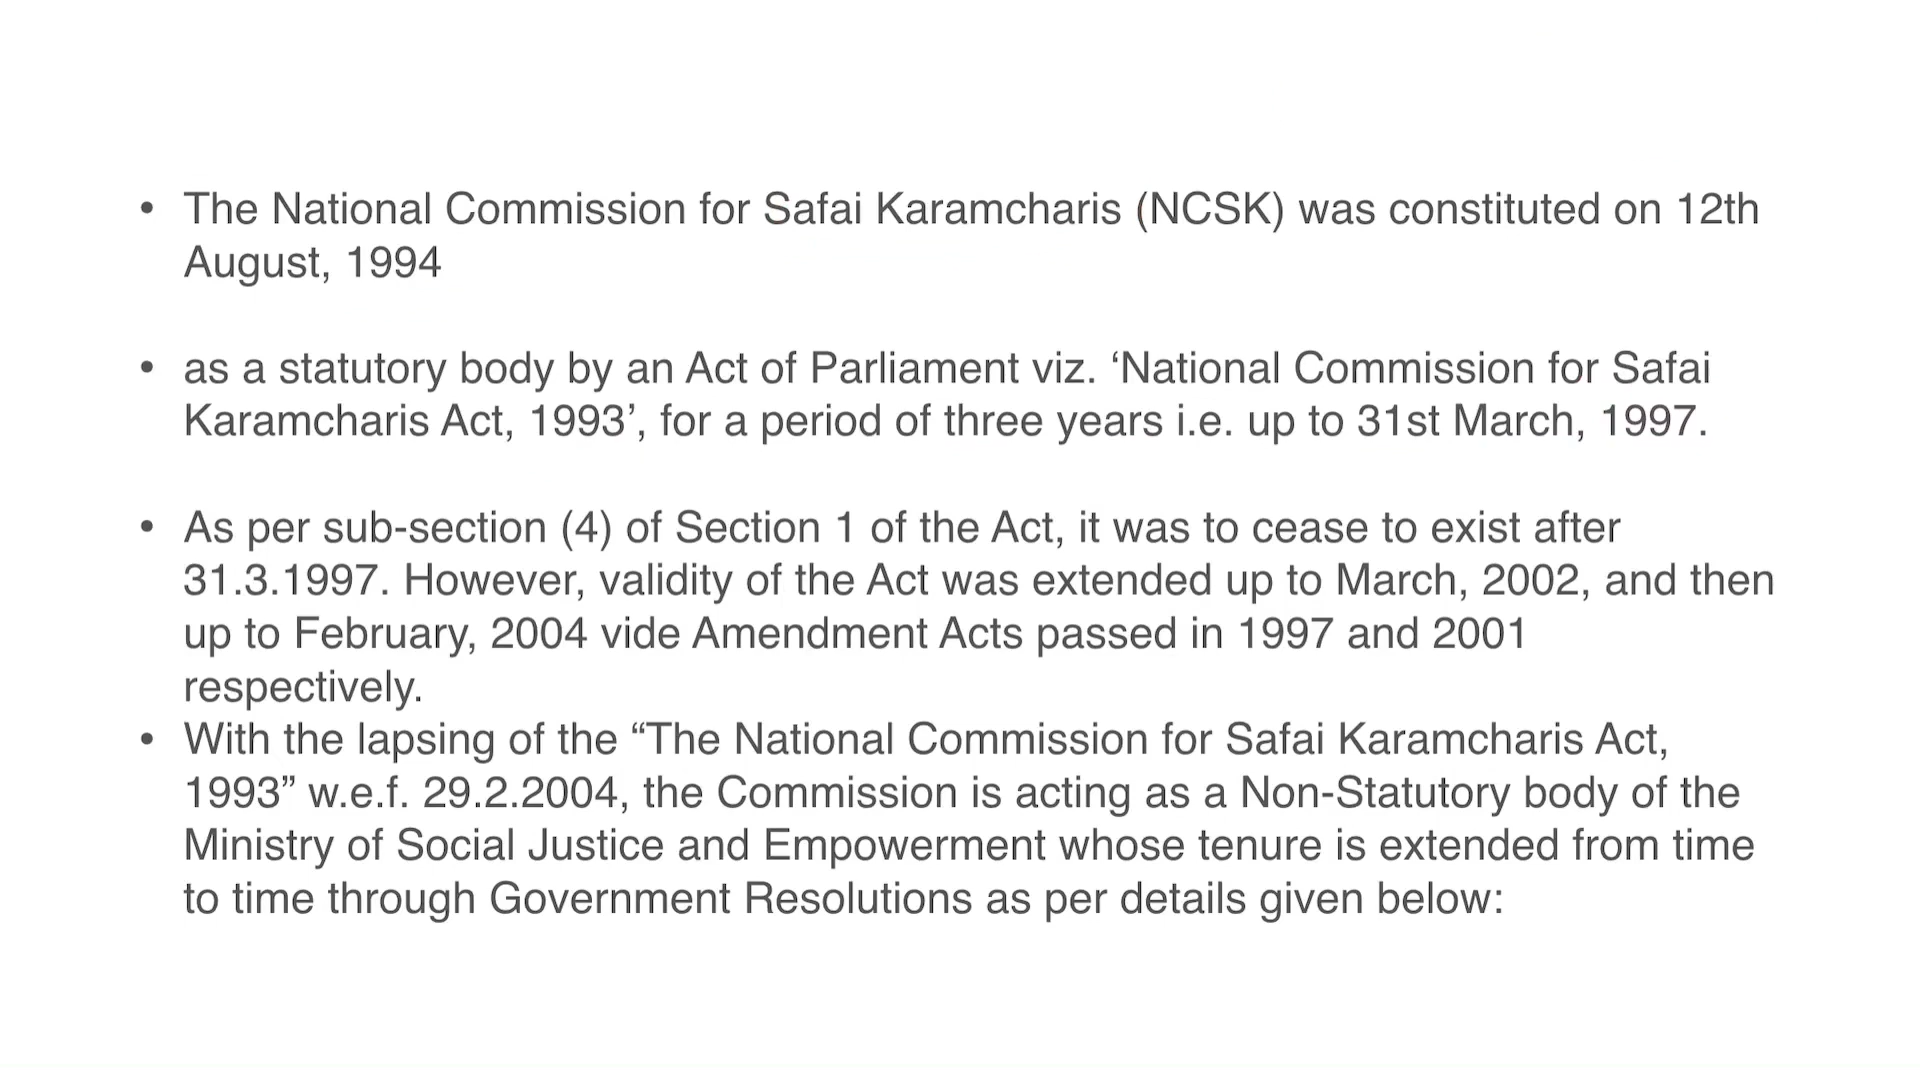 • The National Commission for Safai Karamcharis (NCSK) was constituted on 12th
August, 1994
• as a statutory body by an Act of Parliament viz. ‘National Commission for Safai
Karamcharis Act, 1993’, for a period of three years i.e. up to 31st March, 1997.
• As per sub-section (4) of Section 1 of the Act, it was to cease to exist after
31.3.1997. However, validity of the Act was extended up to March, 2002, and then
up to February, 2004 vide Amendment Acts passed in 1997 and 2001
respectively.
• With the lapsing of the “The National Commission for Safai Karamcharis Act,
1993” w.e.f. 29.2.2004, the Commission is acting as a Non-Statutory body of the
Ministry of Social Justice and Empowerment whose tenure is extended from time
to time through Government Resolutions as per details given below: